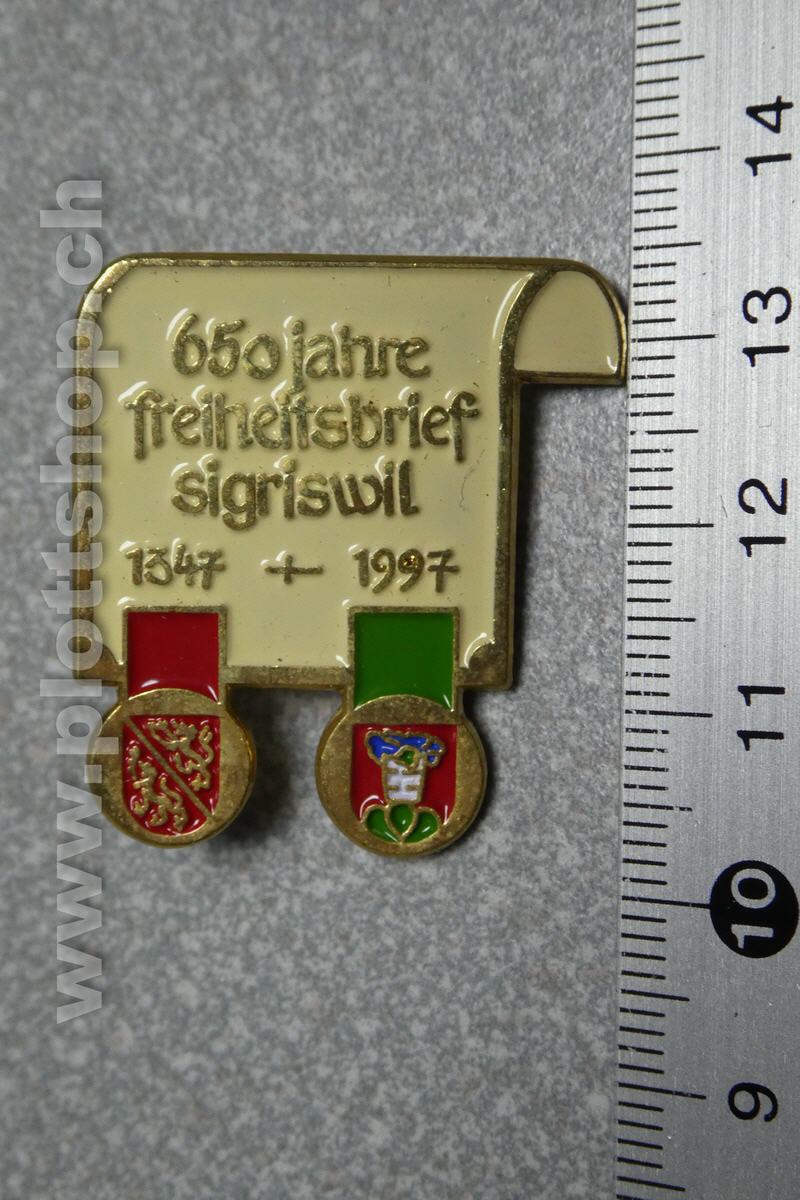 650 jahre
freiheitsbrief
sigriswil
1347 + 1997
www.plottshop.ch
14
13
12
11
10
9